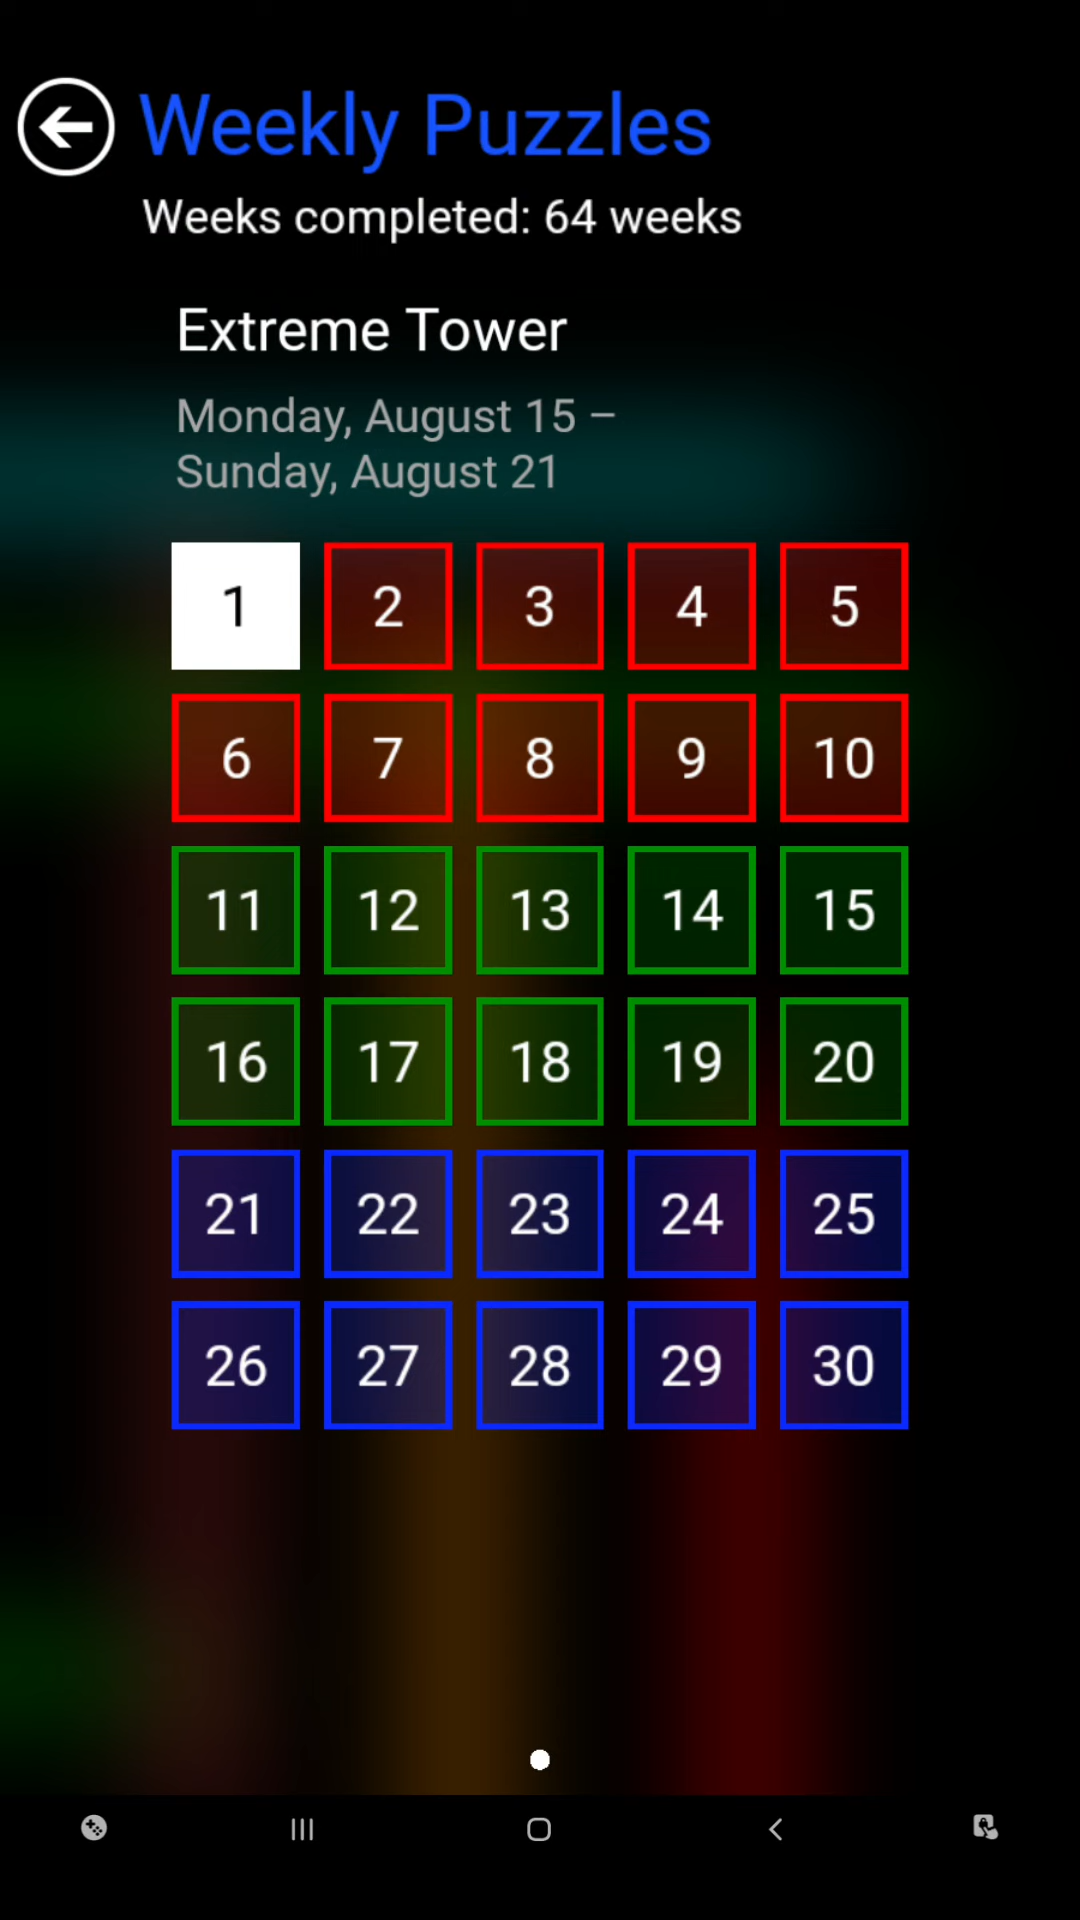 Weekly Puzzles
Weeks completed: 64 weeks
Extreme Tower
Monday, August 15 –
Sunday, August 21
1 2 3 4 5
6 7 8 9 10
11 12 13 14 15
16 17 18 19 20
21 22 23 24 25
26 27 28 29 30